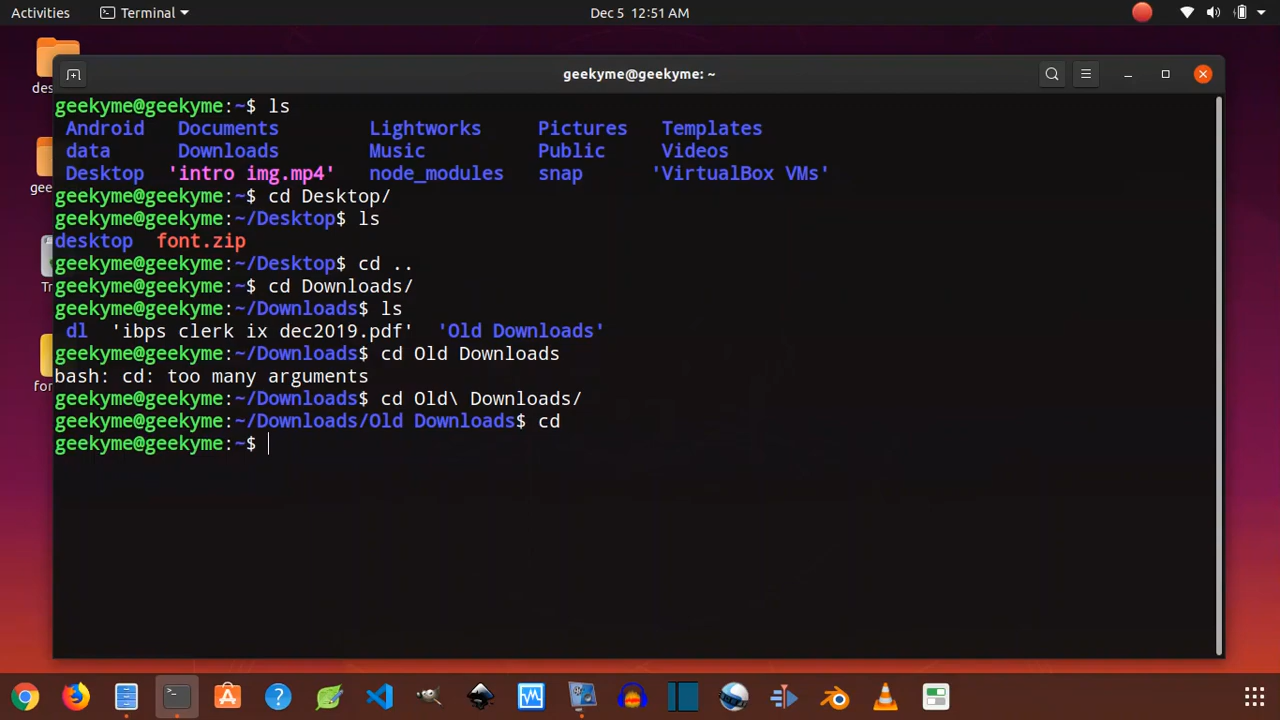 Activities Terminal Dec 5 12:51 AM
geekyme@geekyme: ~
geekyme@geekyme:~$ ls
Android Documents Lightworks Pictures Templates
data Downloads Music Public Videos
Desktop 'intro img.mp4' node_modules snap 'VirtualBox VMs'
geekyme@geekyme:~$ cd Desktop/
geekyme@geekyme:~/Desktop$ ls
desktop font.zip
geekyme@geekyme:~/Desktop$ cd ..
geekyme@geekyme:~$ cd Downloads/
geekyme@geekyme:~/Downloads$ ls
dl 'ibps clerk ix dec2019.pdf' 'Old Downloads'
geekyme@geekyme:~/Downloads$ cd Old Downloads
bash: cd: too many arguments
geekyme@geekyme:~/Downloads$ cd Old\ Downloads/
geekyme@geekyme:~/Downloads/Old Downloads$ cd
geekyme@geekyme:~$